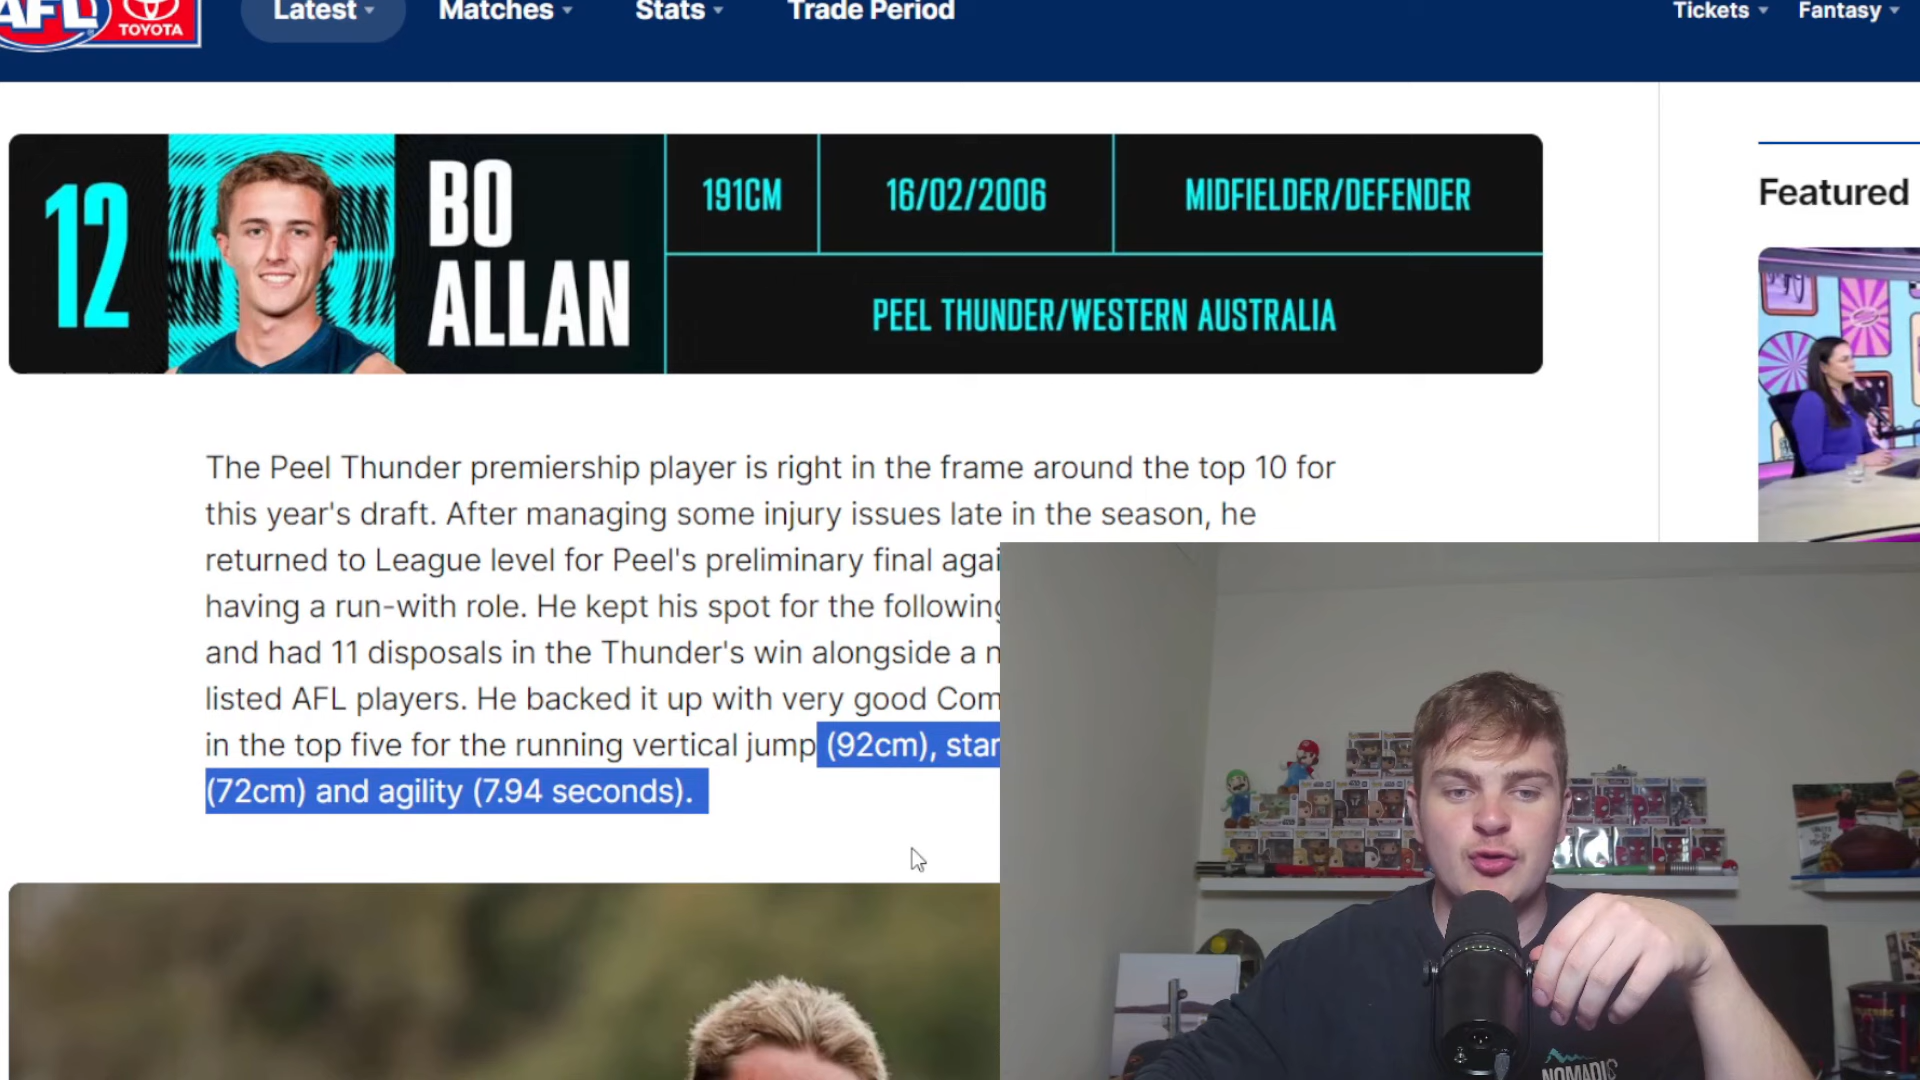 AFL
TOYOTA
Latest
Matches
Stats
Trade Period
Tickets
Fantasy
12
BO
ALLAN
191CM
16/02/2006
MIDFIELDER/DEFENDER
PEEL THUNDER/WESTERN AUSTRALIA
Featured
The Peel Thunder premiership player is right in the frame around the top 10 for
this year's draft. After managing some injury issues late in the season, he
returned to League level for Peel's preliminary final agai
having a run-with role. He kept his spot for the following
and had 11 disposals in the Thunder's win alongside a n
listed AFL players. He backed it up with very good Com
in the top five for the running vertical jump (92cm), star
(72cm) and agility (7.94 seconds).
NOMADIS